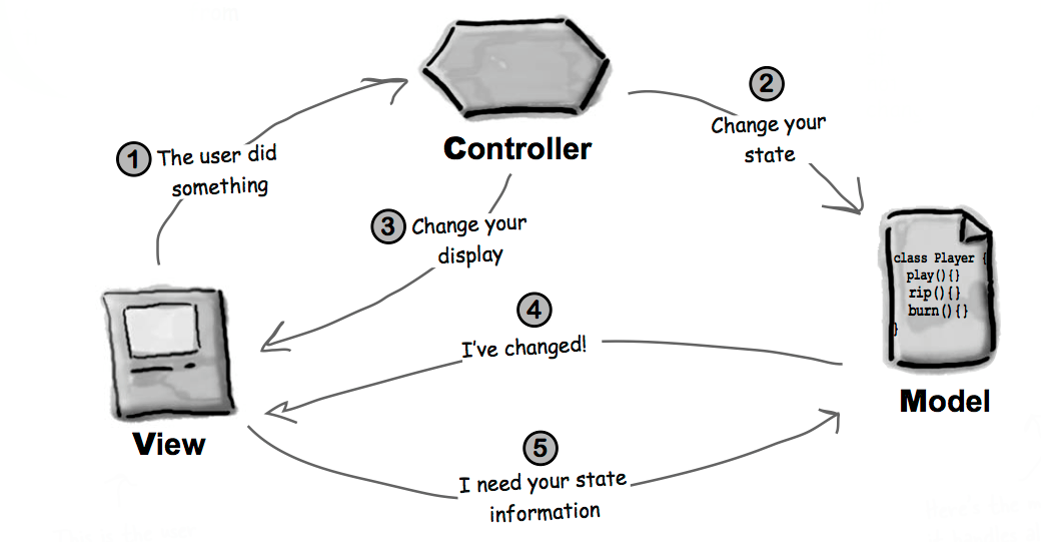 Controller
2
Change your
state
1
The user did
something
3
Change your
display
class Player {
play(){}
rip(){}
burn(){}
}
4
I've changed!
Model
View
5
I need your state
information